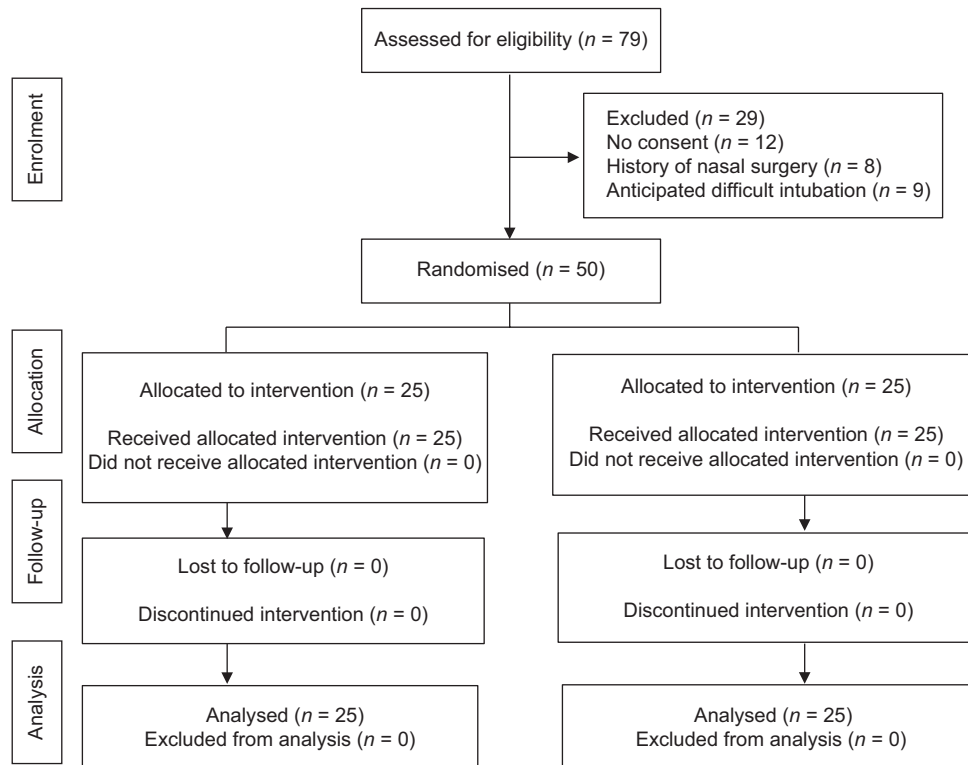 Assessed for eligibility (n = 79)
Enrolment
Excluded (n = 29)
No consent (n = 12)
History of nasal surgery (n = 8)
Anticipated difficult intubation (n = 9)
Randomised (n = 50)
Allocation
Allocated to intervention (n = 25)
Received allocated intervention (n = 25)
Did not receive allocated intervention (n = 0)
Allocated to intervention (n = 25)
Received allocated intervention (n = 25)
Did not receive allocated intervention (n = 0)
Follow-up
Lost to follow-up (n = 0)
Discontinued intervention (n = 0)
Lost to follow-up (n = 0)
Discontinued intervention (n = 0)
Analysis
Analysed (n = 25)
Excluded from analysis (n = 0)
Analysed (n = 25)
Excluded from analysis (n = 0)